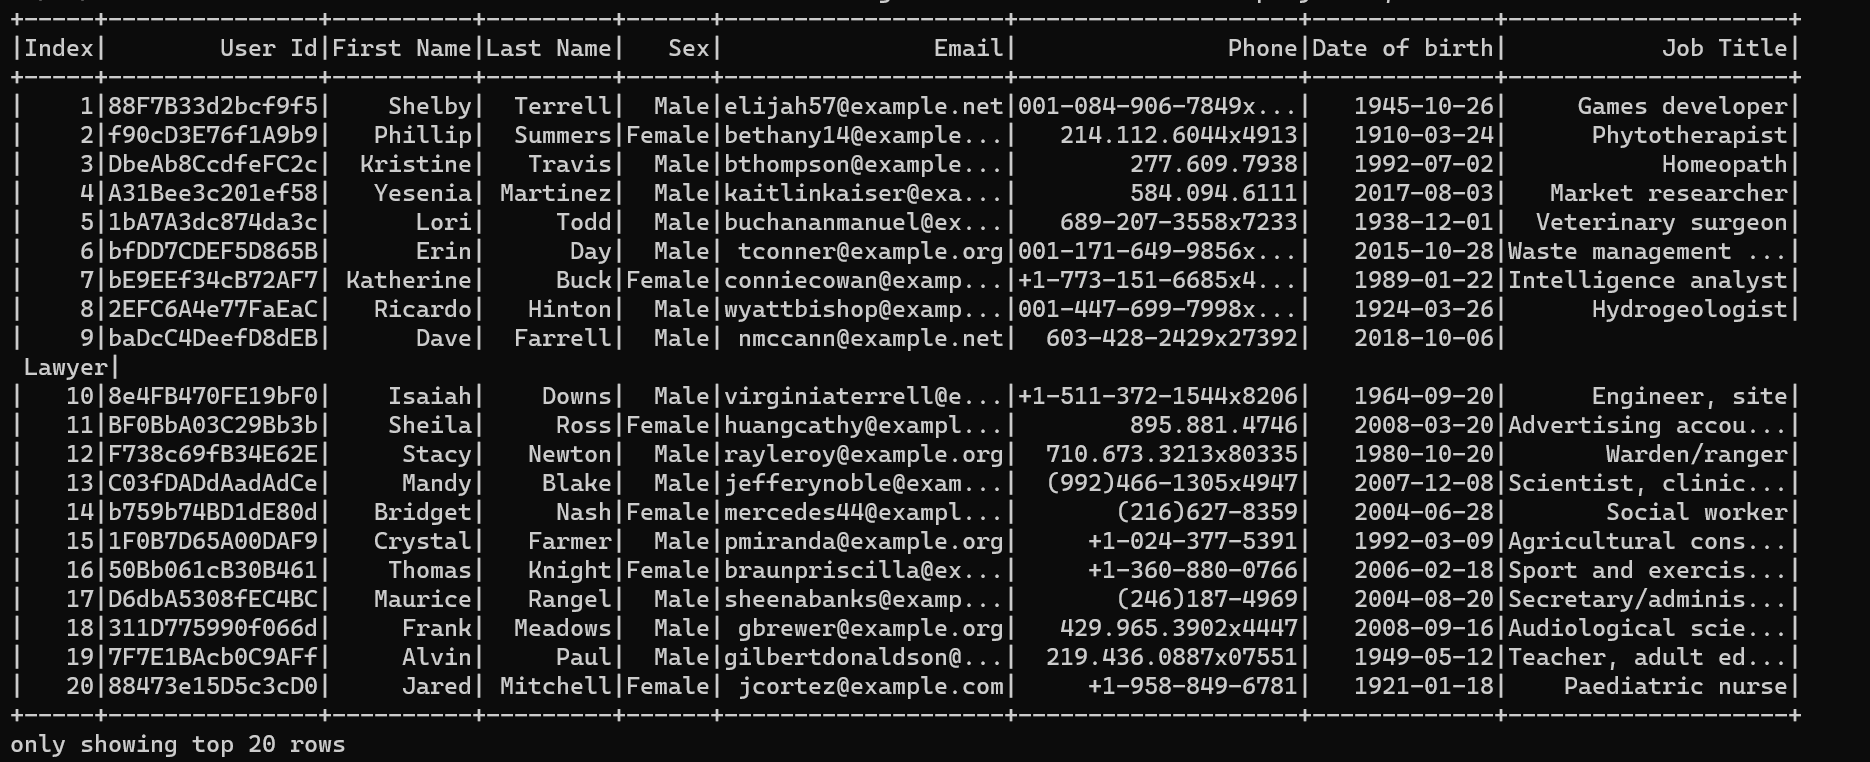 +-----+---------------+----------+---------+------+--------------------+--------------------+-------------+--------------------+
|Index|        User Id|First Name|Last Name|   Sex|               Email|               Phone|Date of birth|           Job Title|
+-----+---------------+----------+---------+------+--------------------+--------------------+-------------+--------------------+
|    1|88F7B33d2bcf9f5|    Shelby|  Terrell|  Male|elijah57@example.net|001-084-906-7849x...|   1945-10-26|     Games developer|
|    2|f90cD3E76f1A9b9|   Phillip|  Summers|Female|bethany14@example...|   214.112.6044x4913|   1910-03-24|      Phytotherapist|
|    3|DbeAb8CcdfeFC2c|  Kristine|   Travis|  Male|bthompson@example...|        277.609.7938|   1992-07-02|           Homeopath|
|    4|A31Bee3c201ef58|   Yesenia| Martinez|  Male|kaitlinkaiser@exa...|        584.094.6111|   2017-08-03|   Market researcher|
|    5|1bA7A3dc874da3c|      Lori|     Todd|  Male|buchananmanuel@ex...|   689-207-3558x7233|   1938-12-01|  Veterinary surgeon|
|    6|bfDD7CDEF5D865B|      Erin|      Day|  Male| tconner@example.org|001-171-649-9856x...|   2015-10-28|Waste management ...|
|    7|bE9EEf34cB72AF7| Katherine|     Buck|Female|conniecowan@examp...|+1-773-151-6685x4...|   1989-01-22|Intelligence analyst|
|    8|2EFC6A4e77FaEaC|   Ricardo|   Hinton|  Male|wyattbishop@examp...|001-447-699-7998x...|   1924-03-26|      Hydrogeologist|
|    9|baDcC4DeefD8dEB|      Dave|  Farrell|  Male| nmccann@example.net|  603-428-2429x27392|   2018-10-06|
 Lawyer|
|   10|8e4FB470FE19bF0|    Isaiah|    Downs|  Male|virginiaterrell@e...|+1-511-372-1544x8206|   1964-09-20|      Engineer, site|
|   11|BF0BbA03C29Bb3b|    Sheila|     Ross|Female|huangcathy@exampl...|        895.881.4746|   2008-03-20|Advertising accou...|
|   12|F738c69fB34E62E|     Stacy|   Newton|  Male|rayleroy@example.org|  710.673.3213x80335|   1980-10-20|       Warden/ranger|
|   13|C03fDADdAadAdCe|     Mandy|    Blake|  Male|jefferynoble@exam...|  (992)466-1305x4947|   2007-12-08|Scientist, clinic...|
|   14|b759b74BD1dE80d|   Bridget|     Nash|Female|mercedes44@exampl...|       (216)627-8359|   2004-06-28|       Social worker|
|   15|1F0B7D65A00DAF9|   Crystal|   Farmer|  Male|pmiranda@example.org|     +1-024-377-5391|   1992-03-09|Agricultural cons...|
|   16|50Bb061cB30B461|    Thomas|   Knight|Female|braunpriscilla@ex...|     +1-360-880-0766|   2006-02-18|Sport and exercis...|
|   17|D6dbA5308fEC4BC|   Maurice|   Rangel|  Male|sheenabanks@examp...|       (246)187-4969|   2004-08-20|Secretary/adminis...|
|   18|311D775990f066d|     Frank|  Meadows|  Male| gbrewer@example.org|   429.965.3902x4447|   2008-09-16|Audiological scie...|
|   19|7F7E1BAcb0C9AFf|     Alvin|     Paul|  Male|gilbertdonaldson@...|  219.436.0887x07551|   1949-05-12|Teacher, adult ed...|
|   20|88473e15D5c3cD0|     Jared| Mitchell|Female| jcortez@example.com|     +1-958-849-6781|   1921-01-18|    Paediatric nurse|
+-----+---------------+----------+---------+------+--------------------+--------------------+-------------+--------------------+
only showing top 20 rows